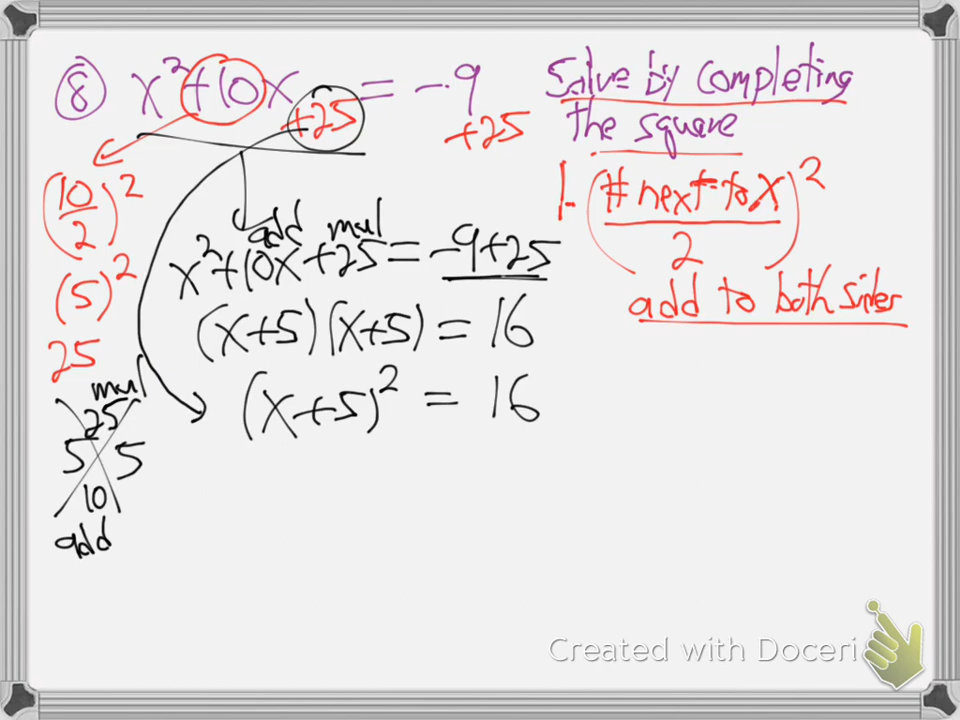 8 x²+10x +25 = -9 +25
Solve by completing
the square
1. (# next to x / 2)²
add to both sides
(10/2)²
(5)²
25
add mul
x²+10x+25 = -9+25
(x+5)(x+5) = 16
(x+5)² = 16
mul
25
5 5
10
add
Created with Doceri